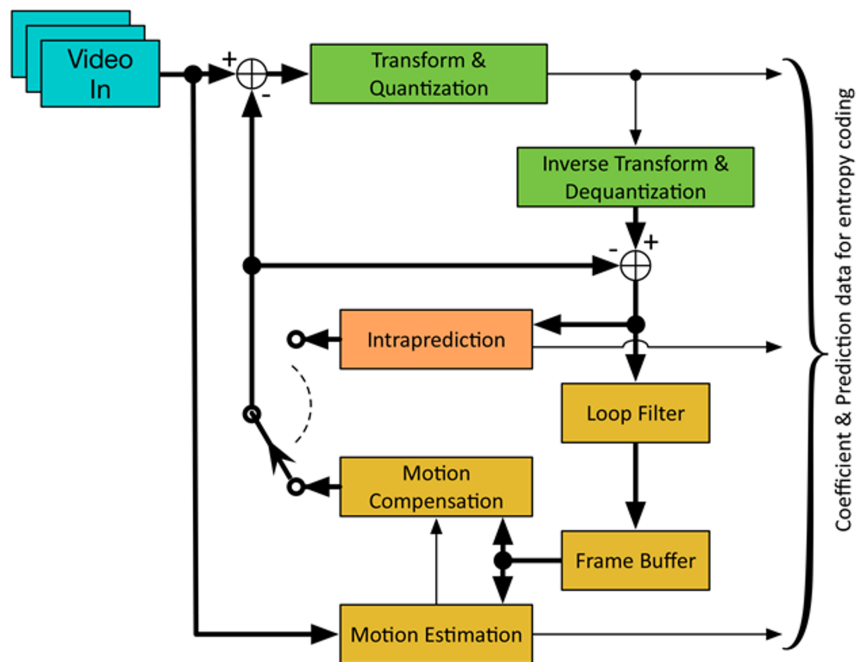 Video
In
+
-
Transform &
Quantization
Inverse Transform &
Dequantization
-
+
Intraprediction
Loop Filter
Motion
Compensation
Frame Buffer
Motion Estimation
Coefficient & Prediction data for entropy coding